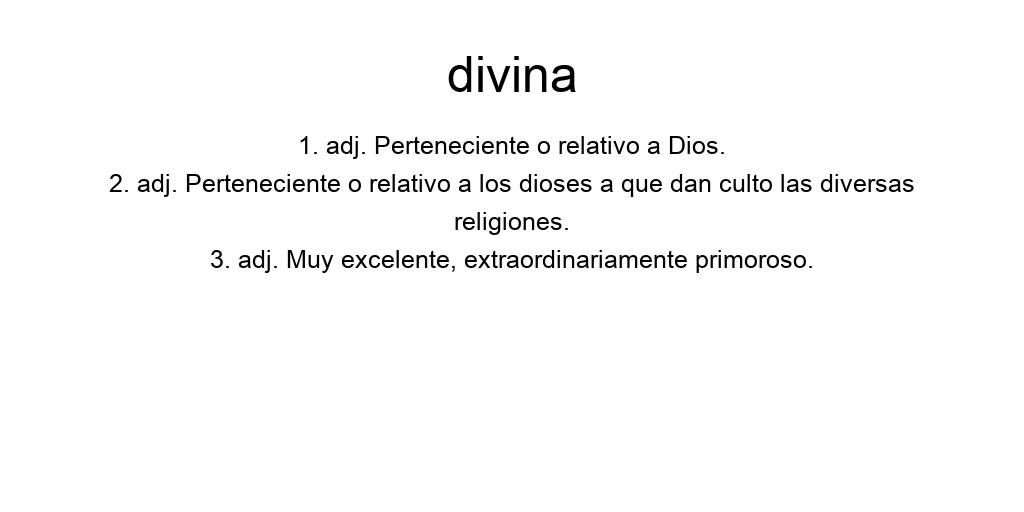 divina
1. adj. Perteneciente o relativo a Dios.
2. adj. Perteneciente o relativo a los dioses a que dan culto las diversas
religiones.
3. adj. Muy excelente, extraordinariamente primoroso.